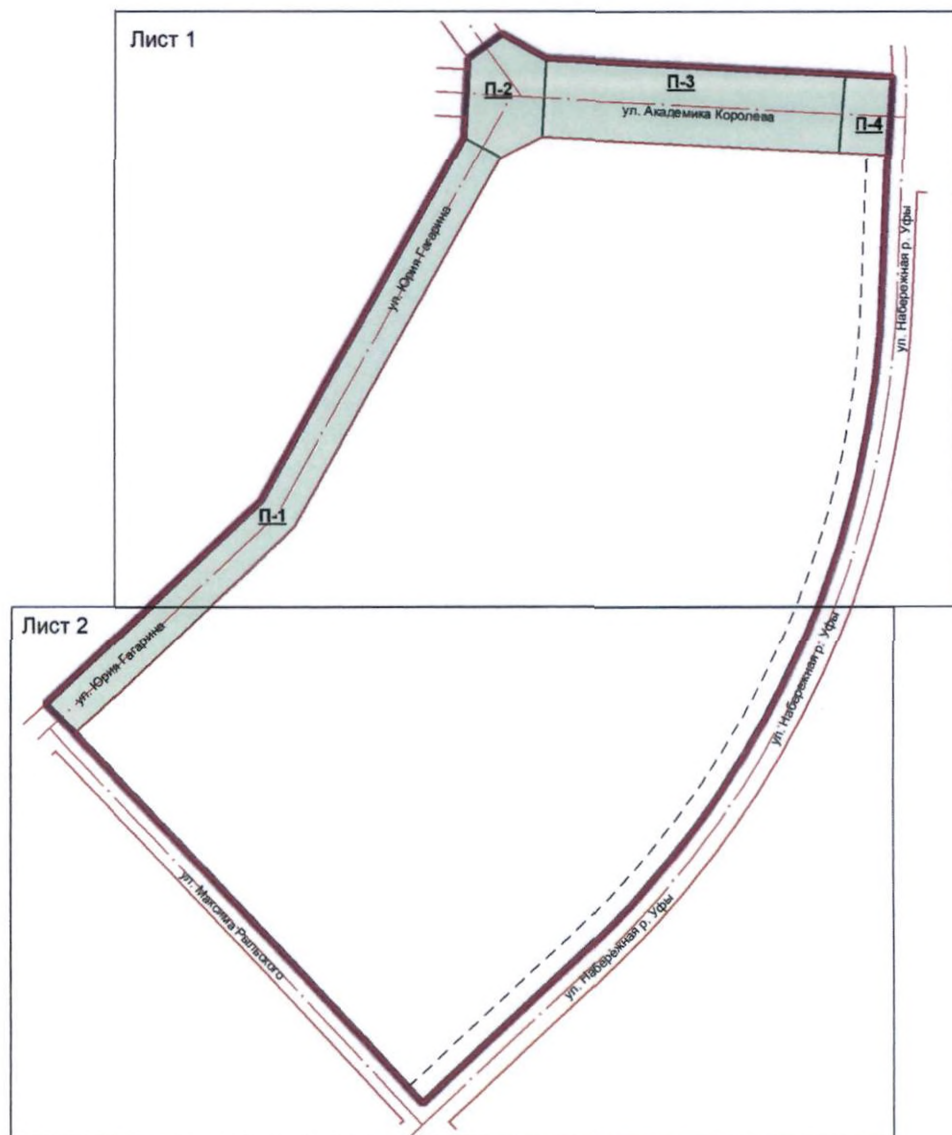 Лист 1
П-2
П-3
ул. Академика Королева
П-4
ул. Юрия Гагарина
ул. Набережная р. Уфы
П-1
Лист 2
ул. Юрия Гагарина
ул. Набережная р. Уфы
ул. Максима Рыльского
ул. Набережная р. Уфы